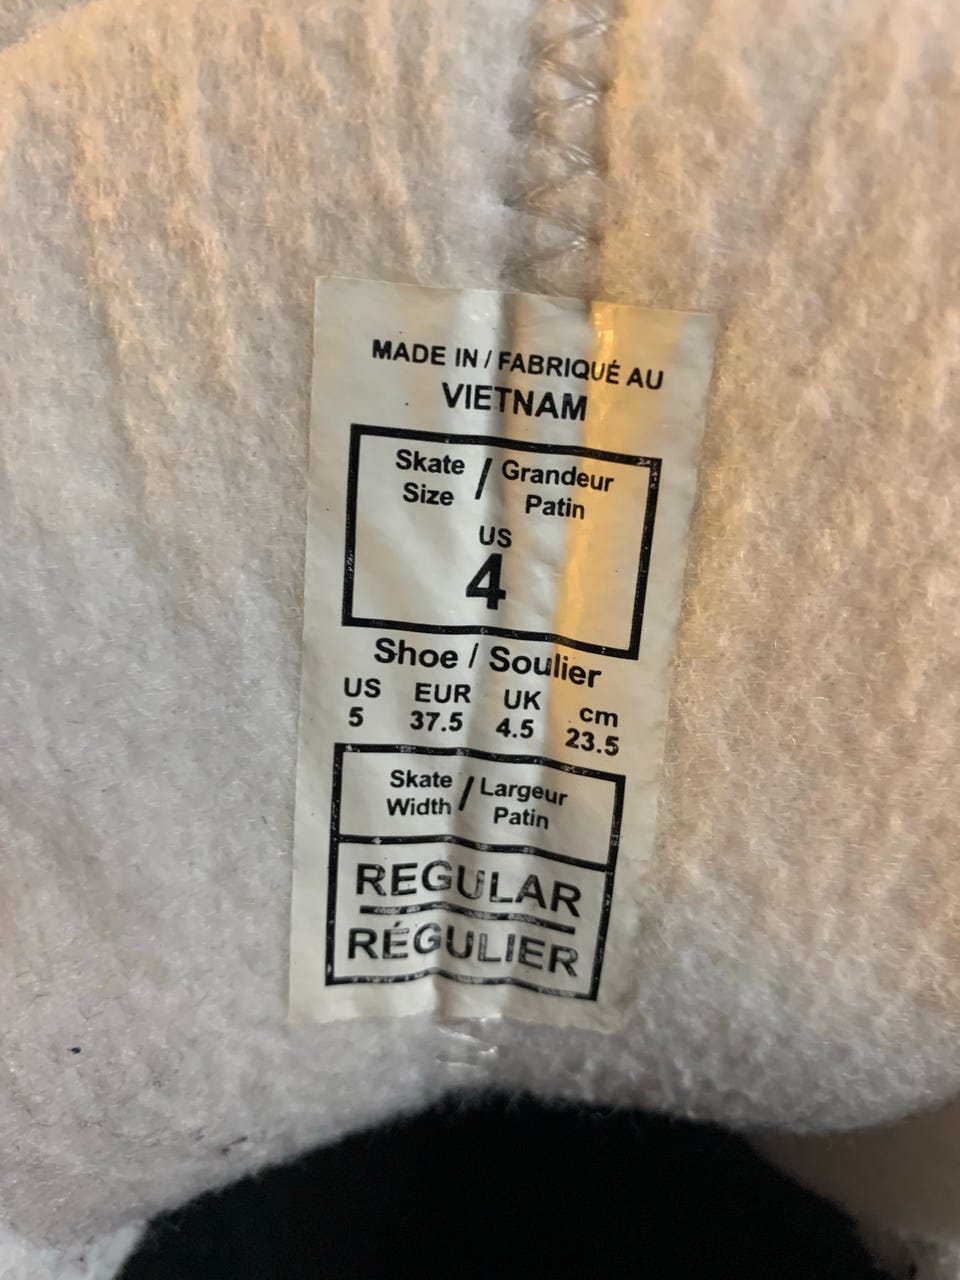 MADE IN / FABRIQUÉ AU
VIETNAM
Skate Size / Grandeur Patin
US
4
Shoe / Soulier
US EUR UK cm
5 37.5 4.5 23.5
Skate Width / Largeur Patin
REGULAR
RÉGULIER